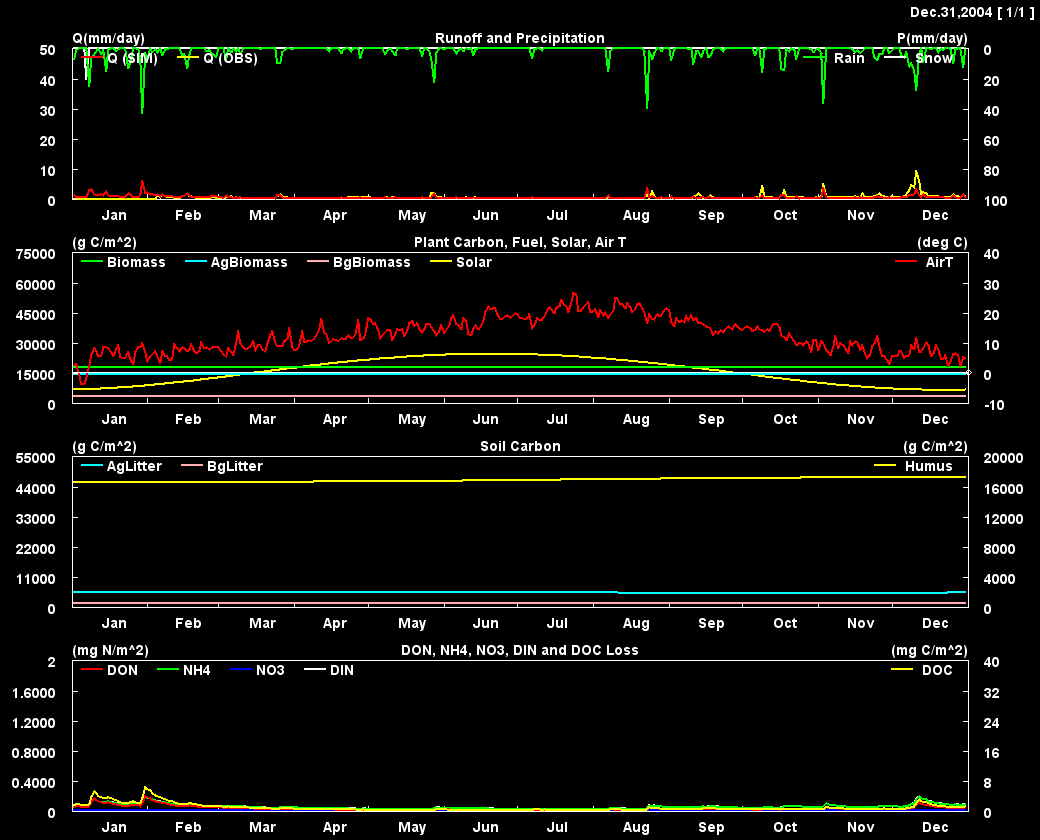 Dec.31,2004 [ 1/1 ]
Q(mm/day) Runoff and Precipitation P(mm/day)
50 0
Q (SIM) Q (OBS) Rain Snow
40 20
30 40
20 60
10 80
0 100
Jan Feb Mar Apr May Jun Jul Aug Sep Oct Nov Dec
(g C/m^2) Plant Carbon, Fuel, Solar, Air T (deg C)
75000 40
Biomass AgBiomass BgBiomass Solar AirT
60000 30
45000 20
30000 10
15000 0
0 -10
Jan Feb Mar Apr May Jun Jul Aug Sep Oct Nov Dec
(g C/m^2) Soil Carbon (g C/m^2)
55000 20000
AgLitter BgLitter Humus
44000 16000
33000 12000
22000 8000
11000 4000
0 0
Jan Feb Mar Apr May Jun Jul Aug Sep Oct Nov Dec
(mg N/m^2) DON, NH4, NO3, DIN and DOC Loss (mg C/m^2)
2 40
DON NH4 NO3 DIN DOC
1.6000 32
1.2000 24
0.8000 16
0.4000 8
0 0
Jan Feb Mar Apr May Jun Jul Aug Sep Oct Nov Dec